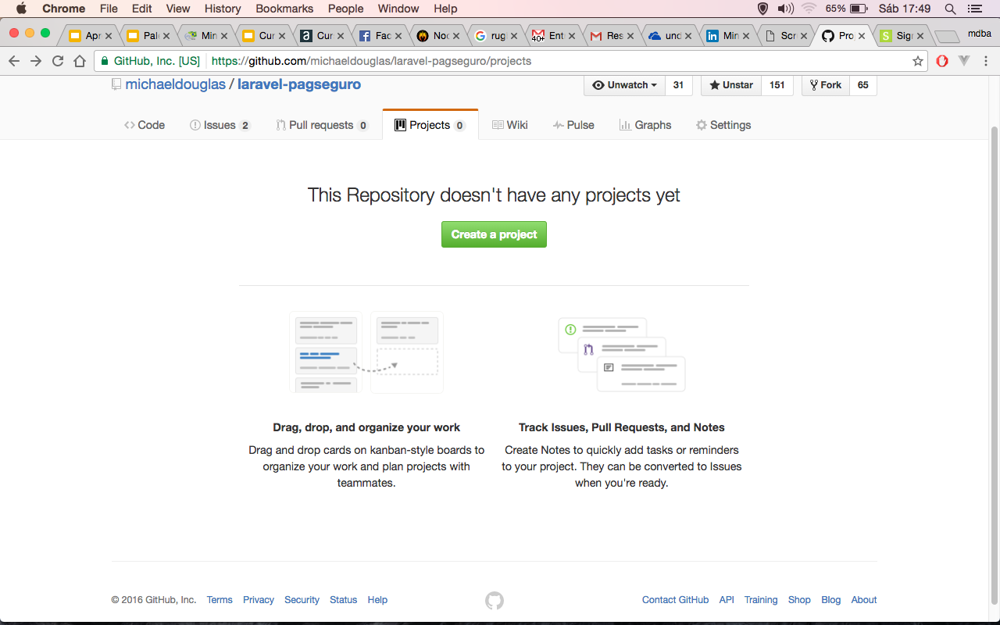 Chrome File Edit View History Bookmarks People Window Help 65% Sáb 17:49
Apr Pale Min Cur a Cur Fac Noc rug 40+ Ent Res und Min Scr Pro S Sign mdba
GitHub, Inc. [US] https://github.com/michaeldouglas/laravel-pagseguro/projects
michaeldouglas / laravel-pagseguro Unwatch 31 Unstar 151 Fork 65
Code Issues 2 Pull requests 0 Projects 0 Wiki Pulse Graphs Settings
This Repository doesn't have any projects yet
Create a project
Drag, drop, and organize your work
Drag and drop cards on kanban-style boards to
organize your work and plan projects with
teammates.
Track Issues, Pull Requests, and Notes
Create Notes to quickly add tasks or reminders
to your project. They can be converted to Issues
when you're ready.
© 2016 GitHub, Inc. Terms Privacy Security Status Help Contact GitHub API Training Shop Blog About